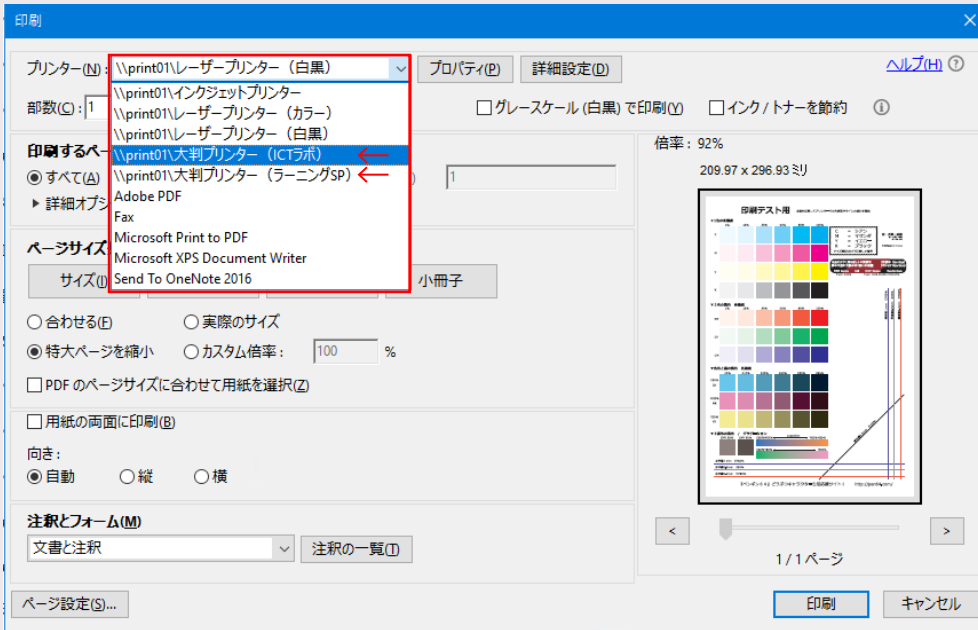 印刷
プリンター(N): \\print01\レーザープリンター（白黒） プロパティ(P) 詳細設定(D) ヘルプ(H)
\\print01\インクジェットプリンター
\\print01\レーザープリンター（カラー）
\\print01\レーザープリンター（白黒）
\\print01\大判プリンター（ICTラボ）
\\print01\大判プリンター（ラーニングSP）
Adobe PDF
Fax
Microsoft Print to PDF
Microsoft XPS Document Writer
Send To OneNote 2016
部数(C): 1
グレースケール (白黒) で印刷(Y) インク / トナーを節約
印刷するペー
すべて(A)
1
詳細オプシ
ページサイズ
サイズ(I) 小冊子
合わせる(F) 実際のサイズ
特大ページを縮小 カスタム倍率： 100 %
PDF のページサイズに合わせて用紙を選択(Z)
用紙の両面に印刷(B)
向き：
自動 縦 横
注釈とフォーム(M)
文書と注釈 注釈の一覧(T)
倍率： 92%
209.97 x 296.93 ミリ
印刷テスト用
< >
1 / 1 ページ
ページ設定(S)... 印刷 キャンセル